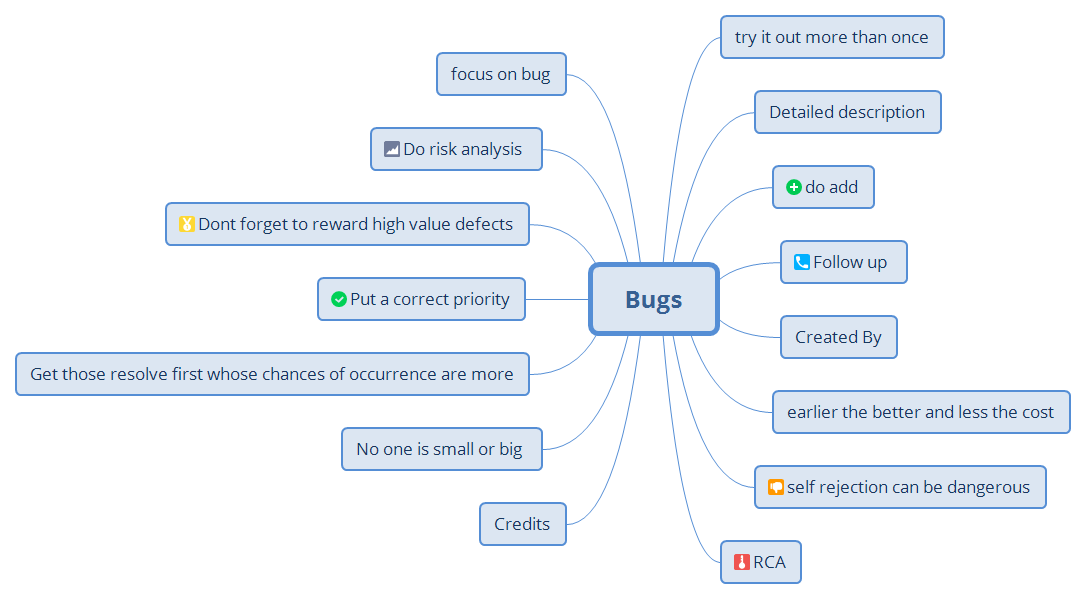 try it out more than once
focus on bug
Detailed description
Do risk analysis
do add
Dont forget to reward high value defects
Follow up
Put a correct priority
Bugs
Created By
Get those resolve first whose chances of occurrence are more
earlier the better and less the cost
No one is small or big
self rejection can be dangerous
Credits
RCA